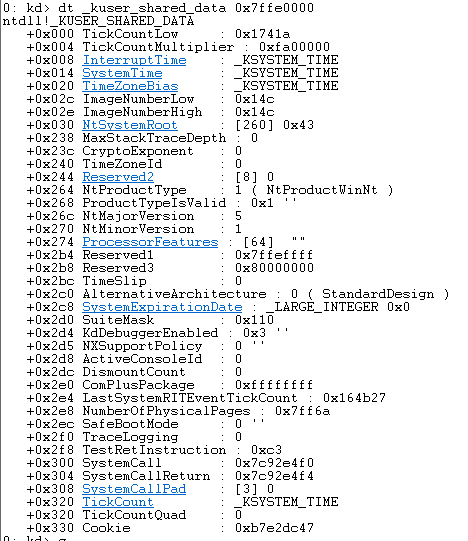 0: kd> dt _kuser_shared_data 0x7ffe0000
ntdll!_KUSER_SHARED_DATA
+0x000 TickCountLow : 0x1741a
+0x004 TickCountMultiplier : 0xfa00000
+0x008 InterruptTime : _KSYSTEM_TIME
+0x014 SystemTime : _KSYSTEM_TIME
+0x020 TimeZoneBias : _KSYSTEM_TIME
+0x02c ImageNumberLow : 0x14c
+0x02e ImageNumberHigh : 0x14c
+0x030 NtSystemRoot : [260] 0x43
+0x238 MaxStackTraceDepth : 0
+0x23c CryptoExponent : 0
+0x240 TimeZoneId : 0
+0x244 Reserved2 : [8] 0
+0x264 NtProductType : 1 ( NtProductWinNt )
+0x268 ProductTypeIsValid : 0x1 ''
+0x26c NtMajorVersion : 5
+0x270 NtMinorVersion : 1
+0x274 ProcessorFeatures : [64] ""
+0x2b4 Reserved1 : 0x7ffeffff
+0x2b8 Reserved3 : 0x80000000
+0x2bc TimeSlip : 0
+0x2c0 AlternativeArchitecture : 0 ( StandardDesign )
+0x2c8 SystemExpirationDate : _LARGE_INTEGER 0x0
+0x2d0 SuiteMask : 0x110
+0x2d4 KdDebuggerEnabled : 0x3 ''
+0x2d5 NXSupportPolicy : 0 ''
+0x2d8 ActiveConsoleId : 0
+0x2dc DismountCount : 0
+0x2e0 ComPlusPackage : 0xffffffff
+0x2e4 LastSystemRITEventTickCount : 0x164b27
+0x2e8 NumberOfPhysicalPages : 0x7ff6a
+0x2ec SafeBootMode : 0 ''
+0x2f0 TraceLogging : 0
+0x2f8 TestRetInstruction : 0xc3
+0x300 SystemCall : 0x7c92e4f0
+0x304 SystemCallReturn : 0x7c92e4f4
+0x308 SystemCallPad : [3] 0
+0x320 TickCount : _KSYSTEM_TIME
+0x320 TickCountQuad : 0
+0x330 Cookie : 0xb7e2dc47
0: kd> g